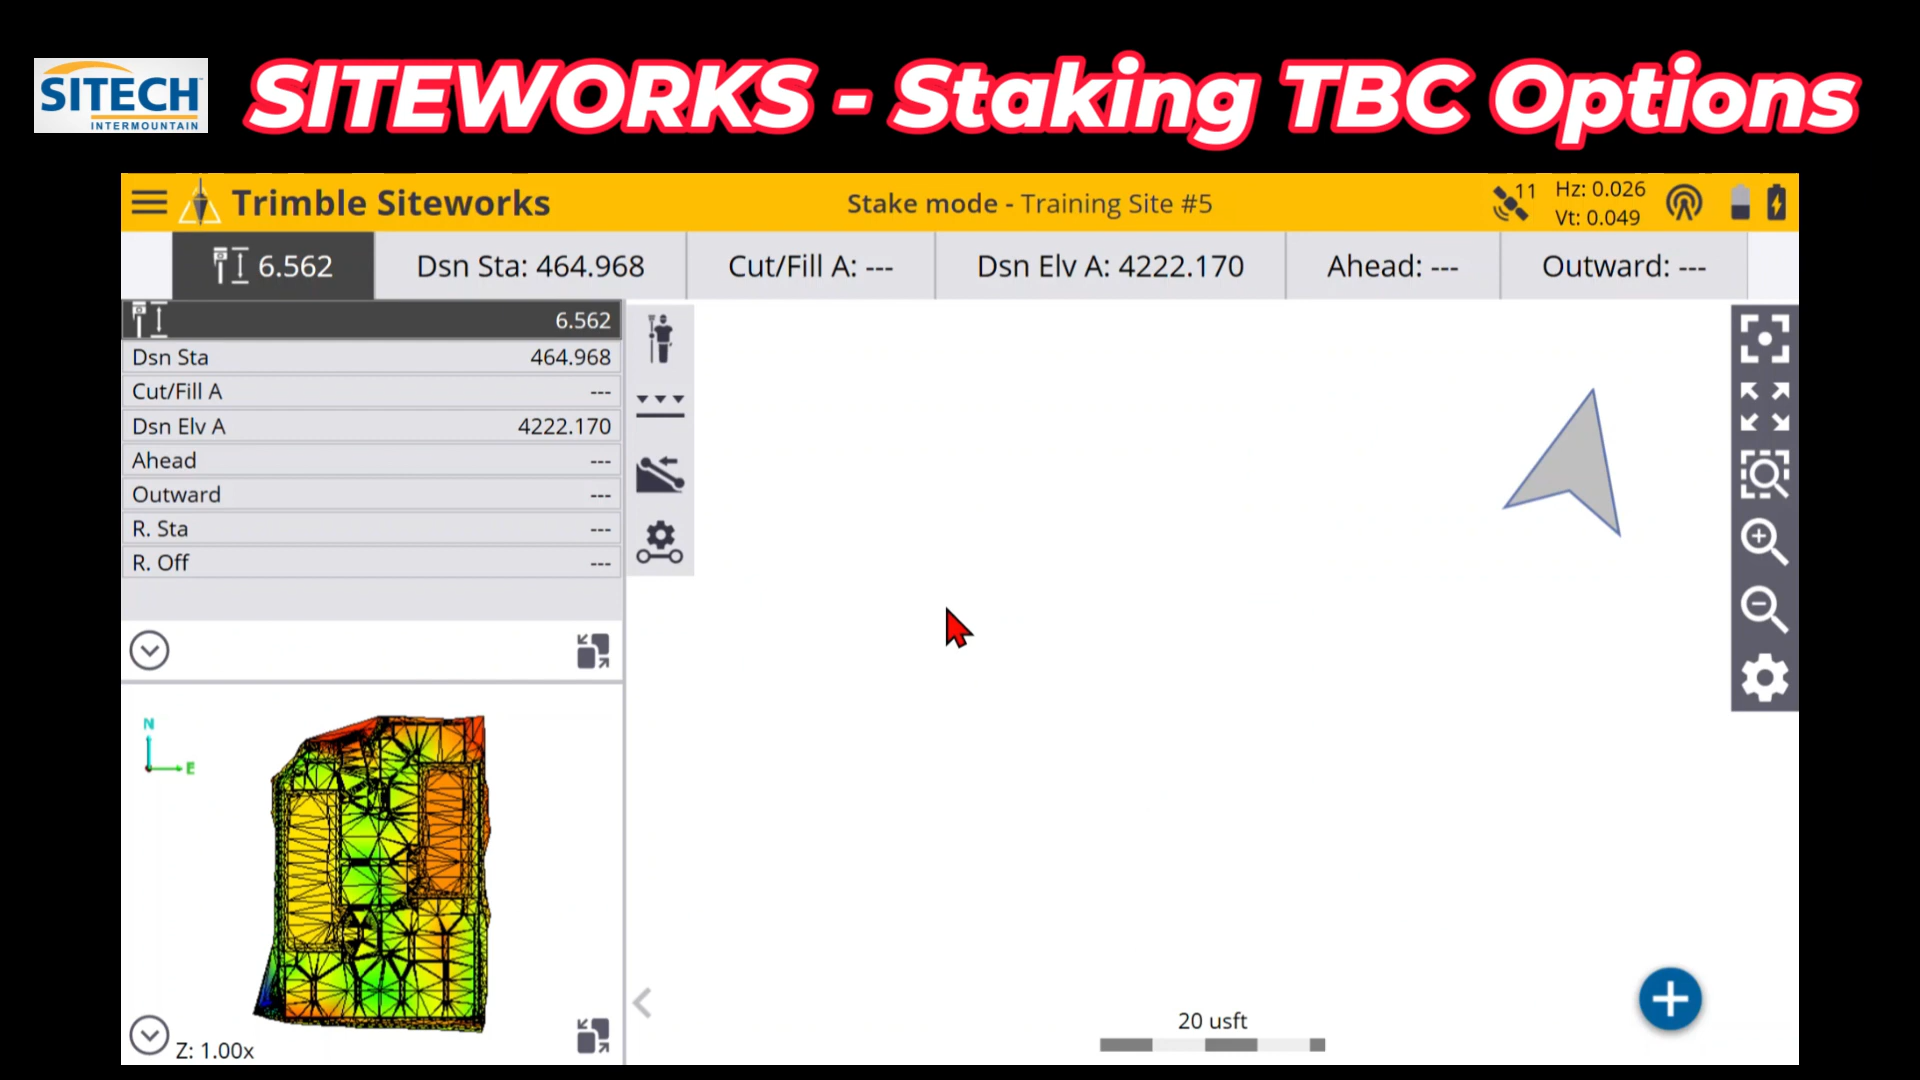 SITECH
INTERMOUNTAIN
SITEWORKS - Staking TBC Options
Trimble Siteworks
Stake mode - Training Site #5
11
Hz: 0.026
Vt: 0.049
6.562
Dsn Sta: 464.968
Cut/Fill A: ---
Dsn Elv A: 4222.170
Ahead: ---
Outward: ---
6.562
Dsn Sta 464.968
Cut/Fill A ---
Dsn Elv A 4222.170
Ahead ---
Outward ---
R. Sta ---
R. Off ---
N
E
Z: 1.00x
20 usft